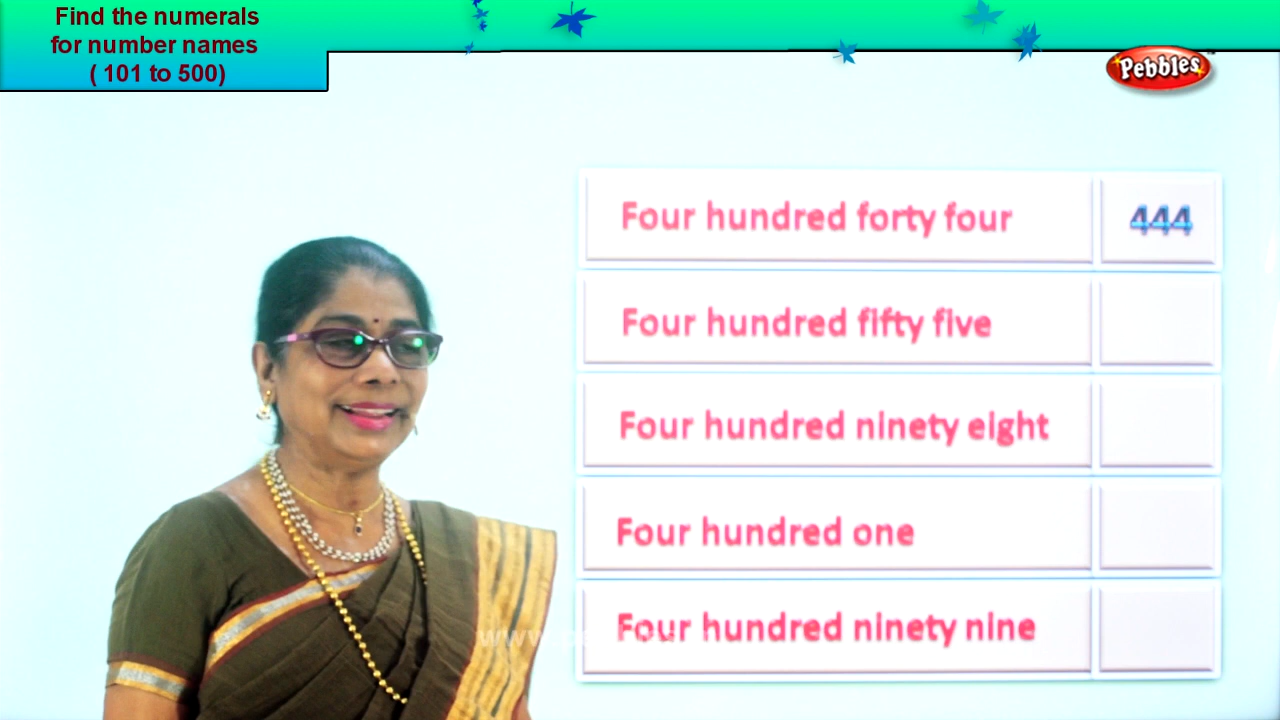 Find the numerals
for number names
( 101 to 500)
Pebbles
Four hundred forty four
444
Four hundred fifty five
Four hundred ninety eight
Four hundred one
Four hundred ninety nine